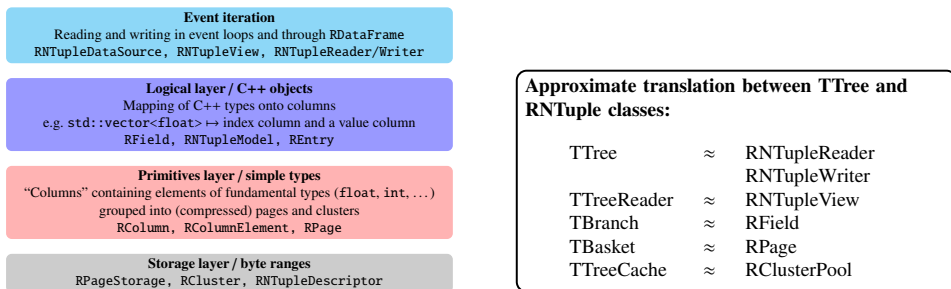 Event iteration
Reading and writing in event loops and through RDataFrame
RNTupleDataSource, RNTupleView, RNTupleReader/Writer
Logical layer / C++ objects
Mapping of C++ types onto columns
e.g. std::vector<float> ↦ index column and a value column
RField, RNTupleModel, REntry
Primitives layer / simple types
“Columns” containing elements of fundamental types (float, int, ...)
grouped into (compressed) pages and clusters
RColumn, RColumnElement, RPage
Storage layer / byte ranges
RPageStorage, RCluster, RNTupleDescriptor
Approximate translation between TTree and
RNTuple classes:
TTree ≈ RNTupleReader
RNTupleWriter
TTreeReader ≈ RNTupleView
TBranch ≈ RField
TBasket ≈ RPage
TTreeCache ≈ RClusterPool